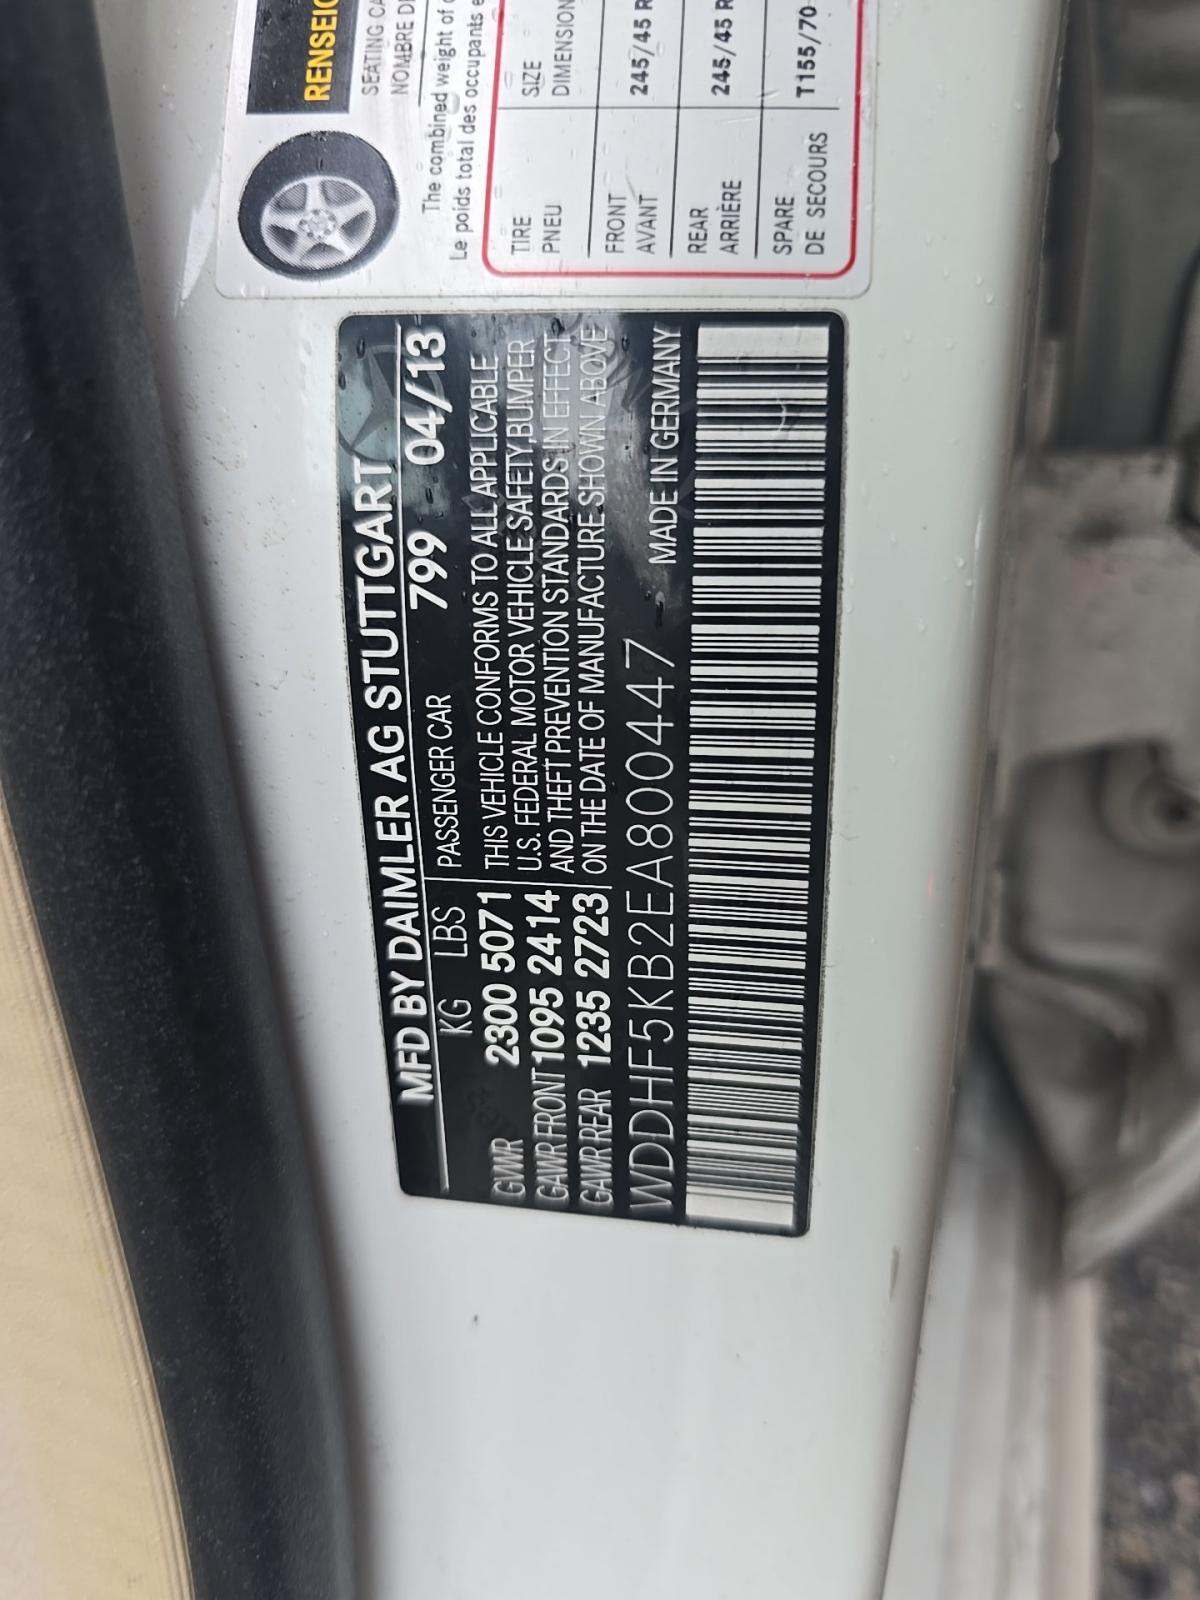 MFD BY DAIMLER AG STUTTGART
KG LBS PASSENGER CAR 799 04/13
GVWR 2300 5071 THIS VEHICLE CONFORMS TO ALL APPLICABLE
GAWR FRONT 1095 2414 U.S. FEDERAL MOTOR VEHICLE SAFETY, BUMPER
GAWR REAR 1235 2723 AND THEFT PREVENTION STANDARDS IN EFFECT
ON THE DATE OF MANUFACTURE SHOWN ABOVE
WDDHF5KB2EA800447 MADE IN GERMANY
RENSEIG
SEATING CA
NOMBRE DE
The combined weight of
Le poids total des occupants e
TIRE SIZE
PNEU DIMENSION
FRONT 245/45 R
AVANT
REAR 245/45 R
ARRIÈRE
SPARE T155/70
DE SECOURS